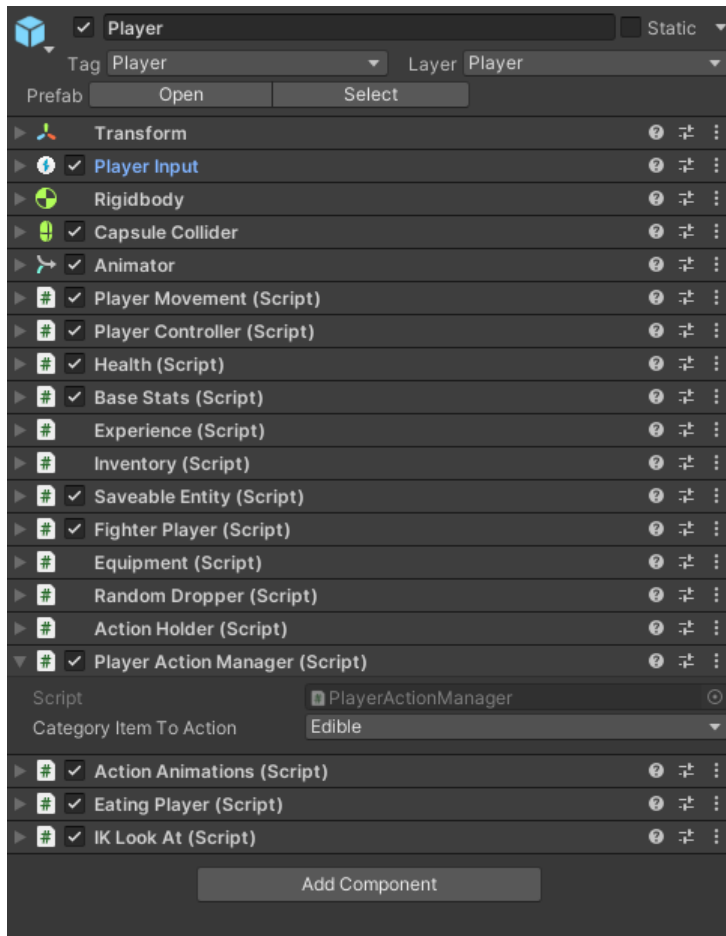 Player Static
Tag Player Layer Player
Prefab Open Select
Transform
Player Input
Rigidbody
Capsule Collider
Animator
# Player Movement (Script)
# Player Controller (Script)
# Health (Script)
# Base Stats (Script)
# Experience (Script)
# Inventory (Script)
# Saveable Entity (Script)
# Fighter Player (Script)
# Equipment (Script)
# Random Dropper (Script)
# Action Holder (Script)
# Player Action Manager (Script)
Script PlayerActionManager
Category Item To Action Edible
# Action Animations (Script)
# Eating Player (Script)
# IK Look At (Script)
Add Component